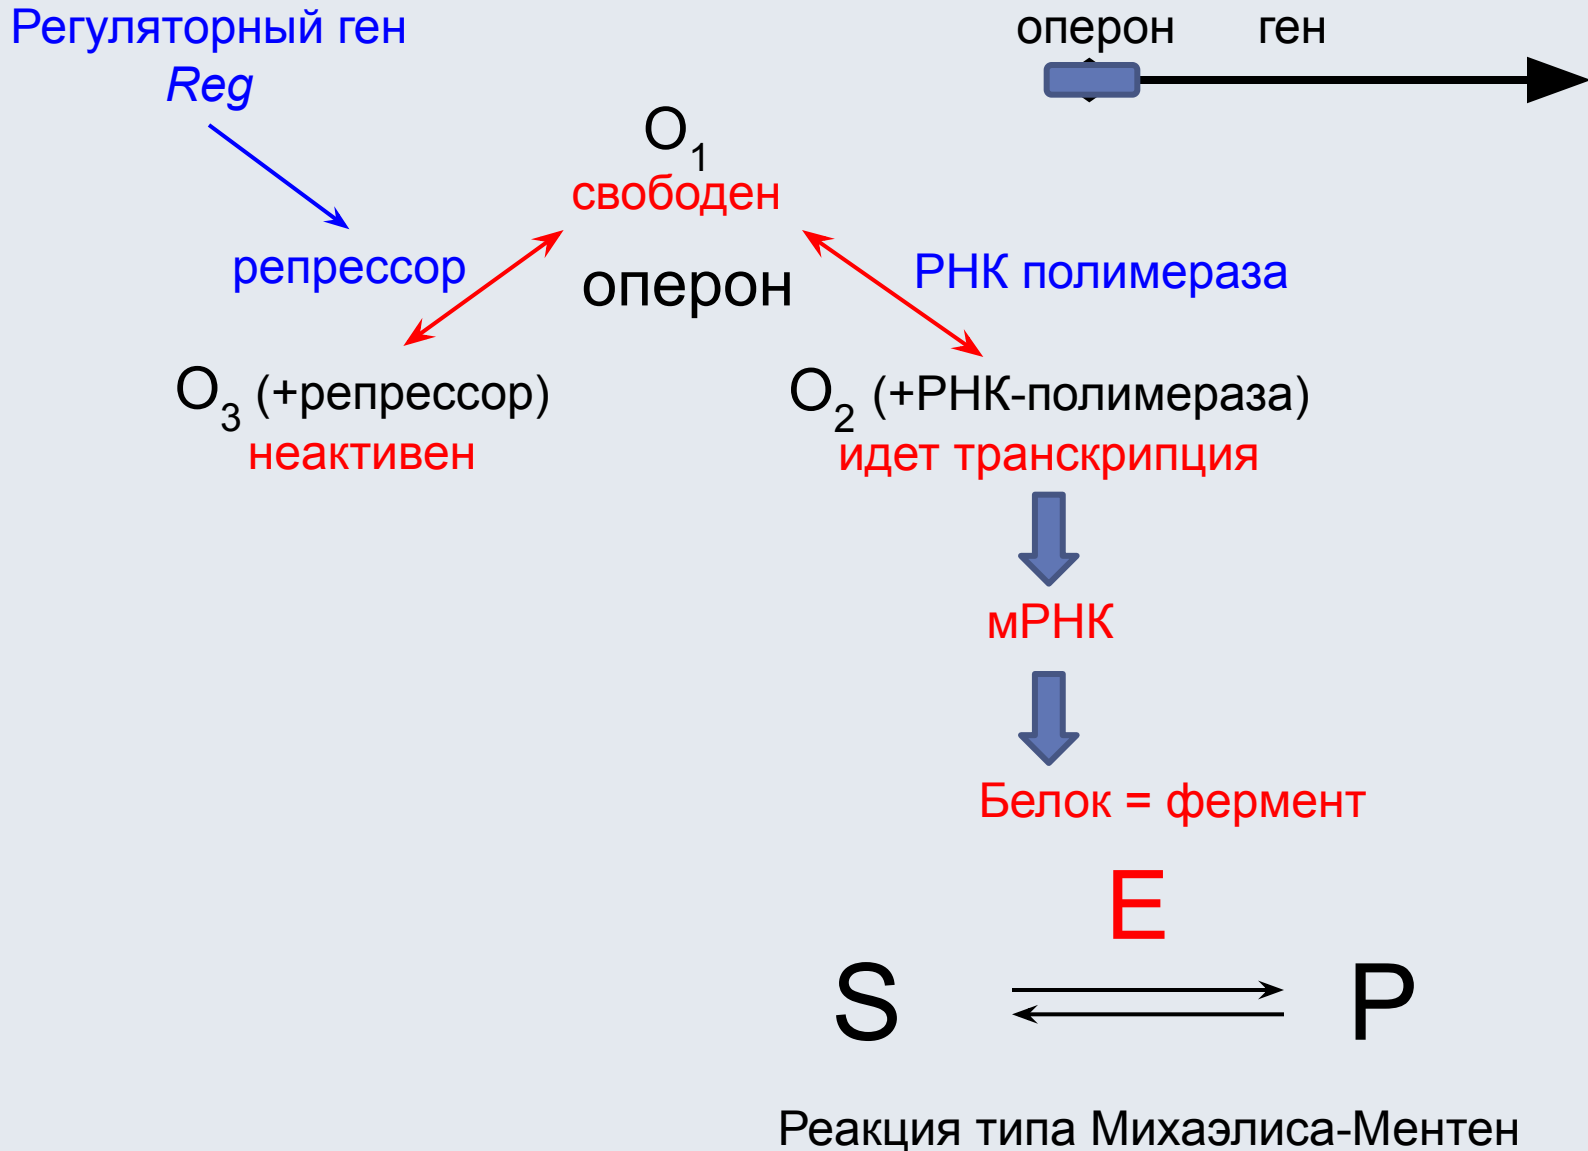 Регуляторный ген
Reg
оперон ген
O1
свободен
репрессор
оперон
РНК полимераза
O3 (+репрессор)
неактивен
O2 (+РНК-полимераза)
идет транскрипция
мРНК
Белок = фермент
E
S P
Реакция типа Михаэлиса-Ментен